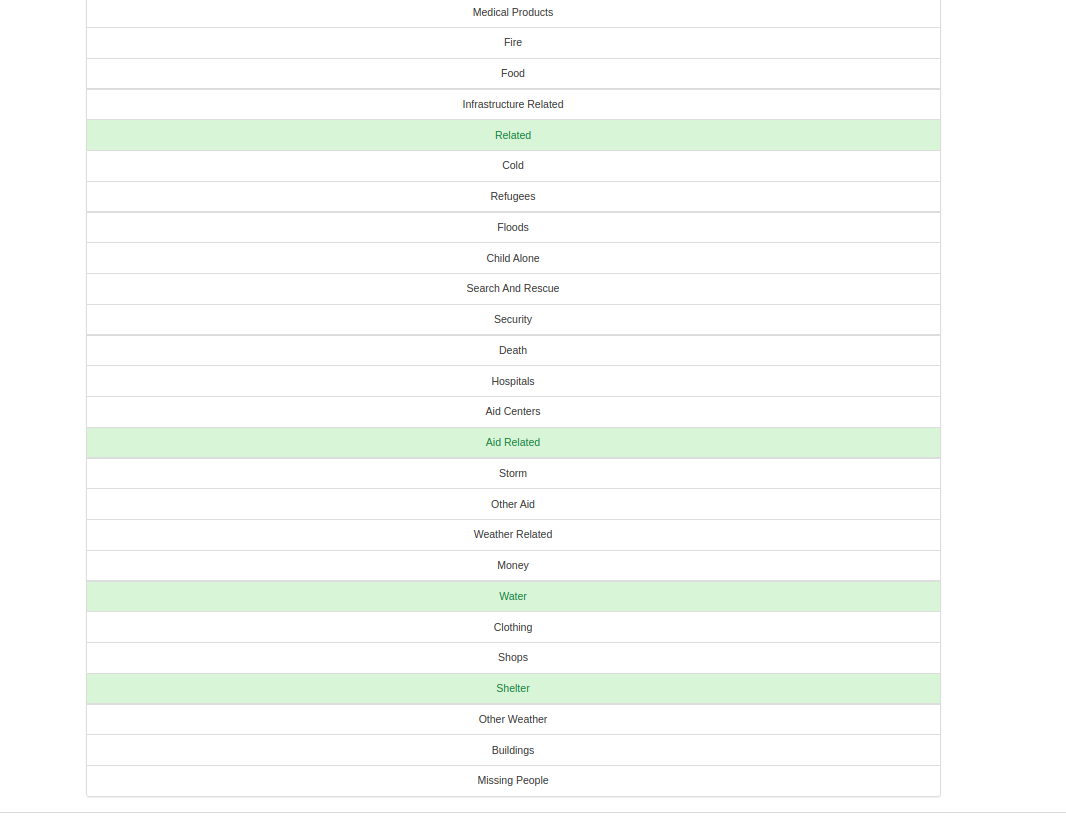 Medical Products
Fire
Food
Infrastructure Related
Related
Cold
Refugees
Floods
Child Alone
Search And Rescue
Security
Death
Hospitals
Aid Centers
Aid Related
Storm
Other Aid
Weather Related
Money
Water
Clothing
Shops
Shelter
Other Weather
Buildings
Missing People